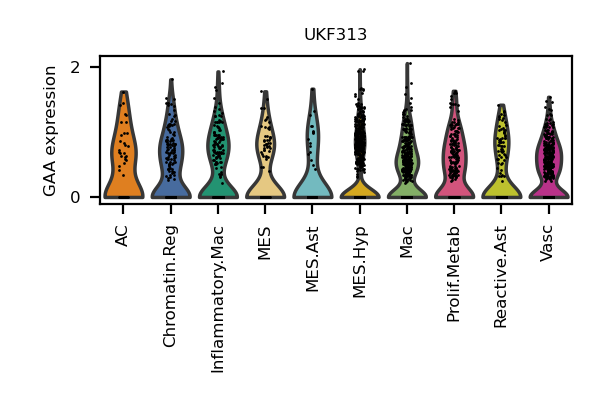 UKF313
GAA expression
2
0
AC
Chromatin.Reg
Inflammatory.Mac
MES
MES.Ast
MES.Hyp
Mac
Prolif.Metab
Reactive.Ast
Vasc